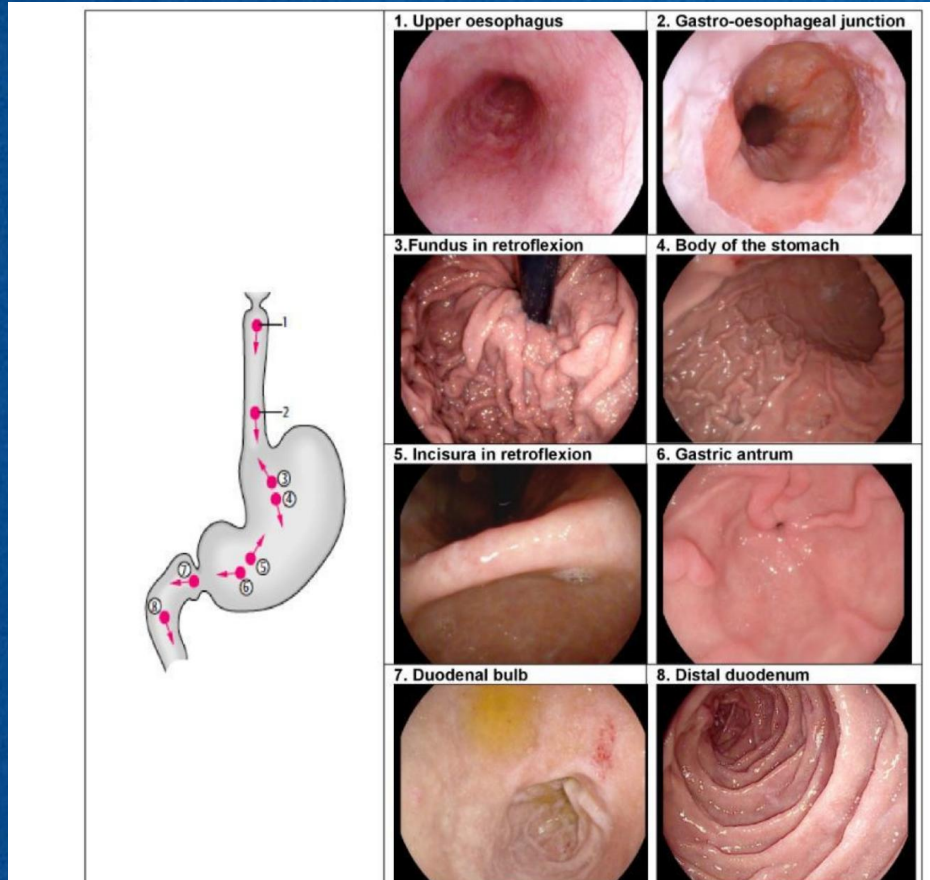 1. Upper oesophagus
2. Gastro-oesophageal junction
3.Fundus in retroflexion
4. Body of the stomach
5. Incisura in retroflexion
6. Gastric antrum
7. Duodenal bulb
8. Distal duodenum
1
2
3
4
5
6
7
8